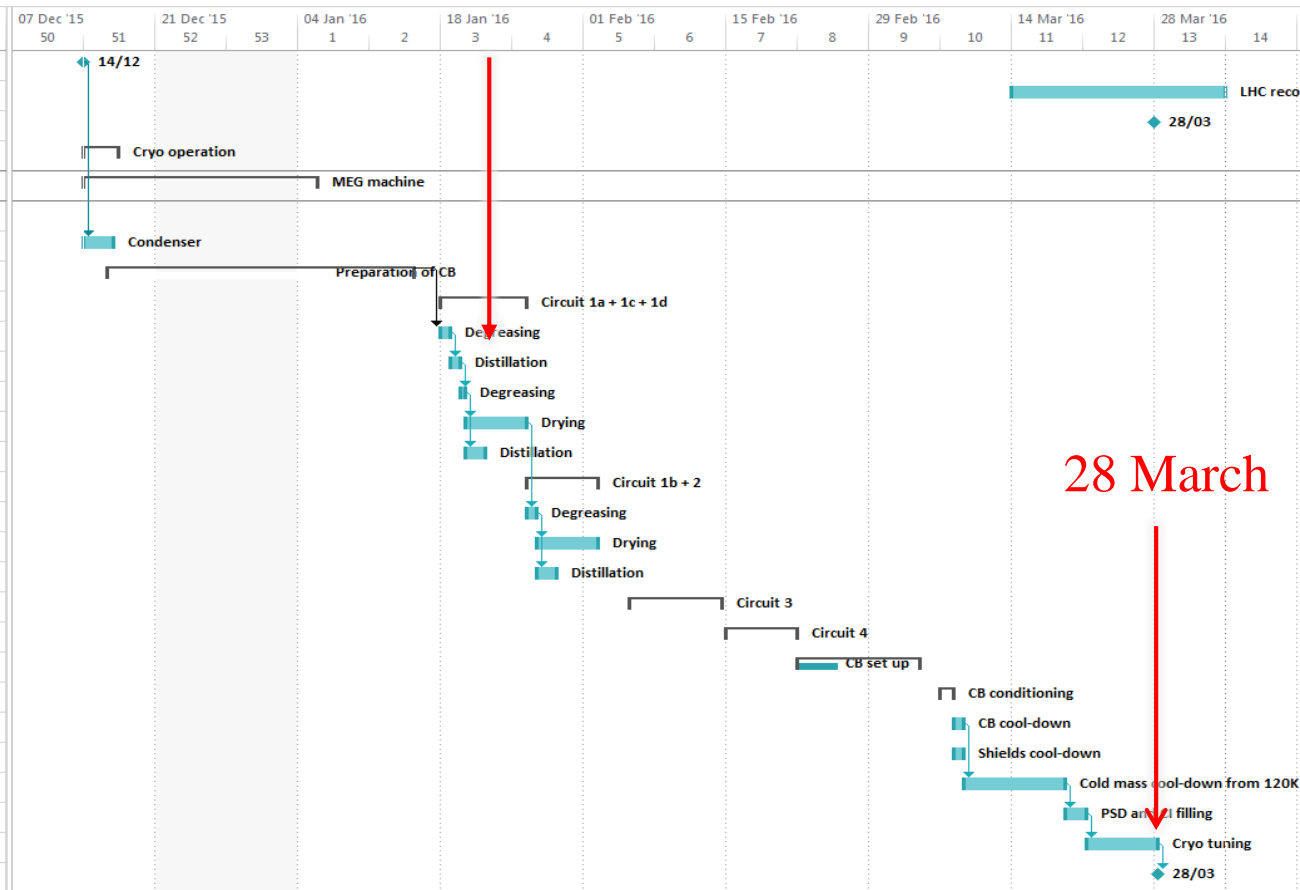 07 Dec '15 21 Dec '15 04 Jan '16 18 Jan '16 01 Feb '16 15 Feb '16 29 Feb '16 14 Mar '16 28 Mar '16
50 51 52 53 1 2 3 4 5 6 7 8 9 10 11 12 13 14
14/12
LHC reco
28/03
Cryo operation
MEG machine
Condenser
Preparation of CB
Circuit 1a + 1c + 1d
Degreasing
Distillation
Degreasing
Drying
Distillation
28 March
Circuit 1b + 2
Degreasing
Drying
Distillation
Circuit 3
Circuit 4
CB set up
CB conditioning
CB cool-down
Shields cool-down
Cold mass cool-down from 120K
PSD and filling
Cryo tuning
28/03